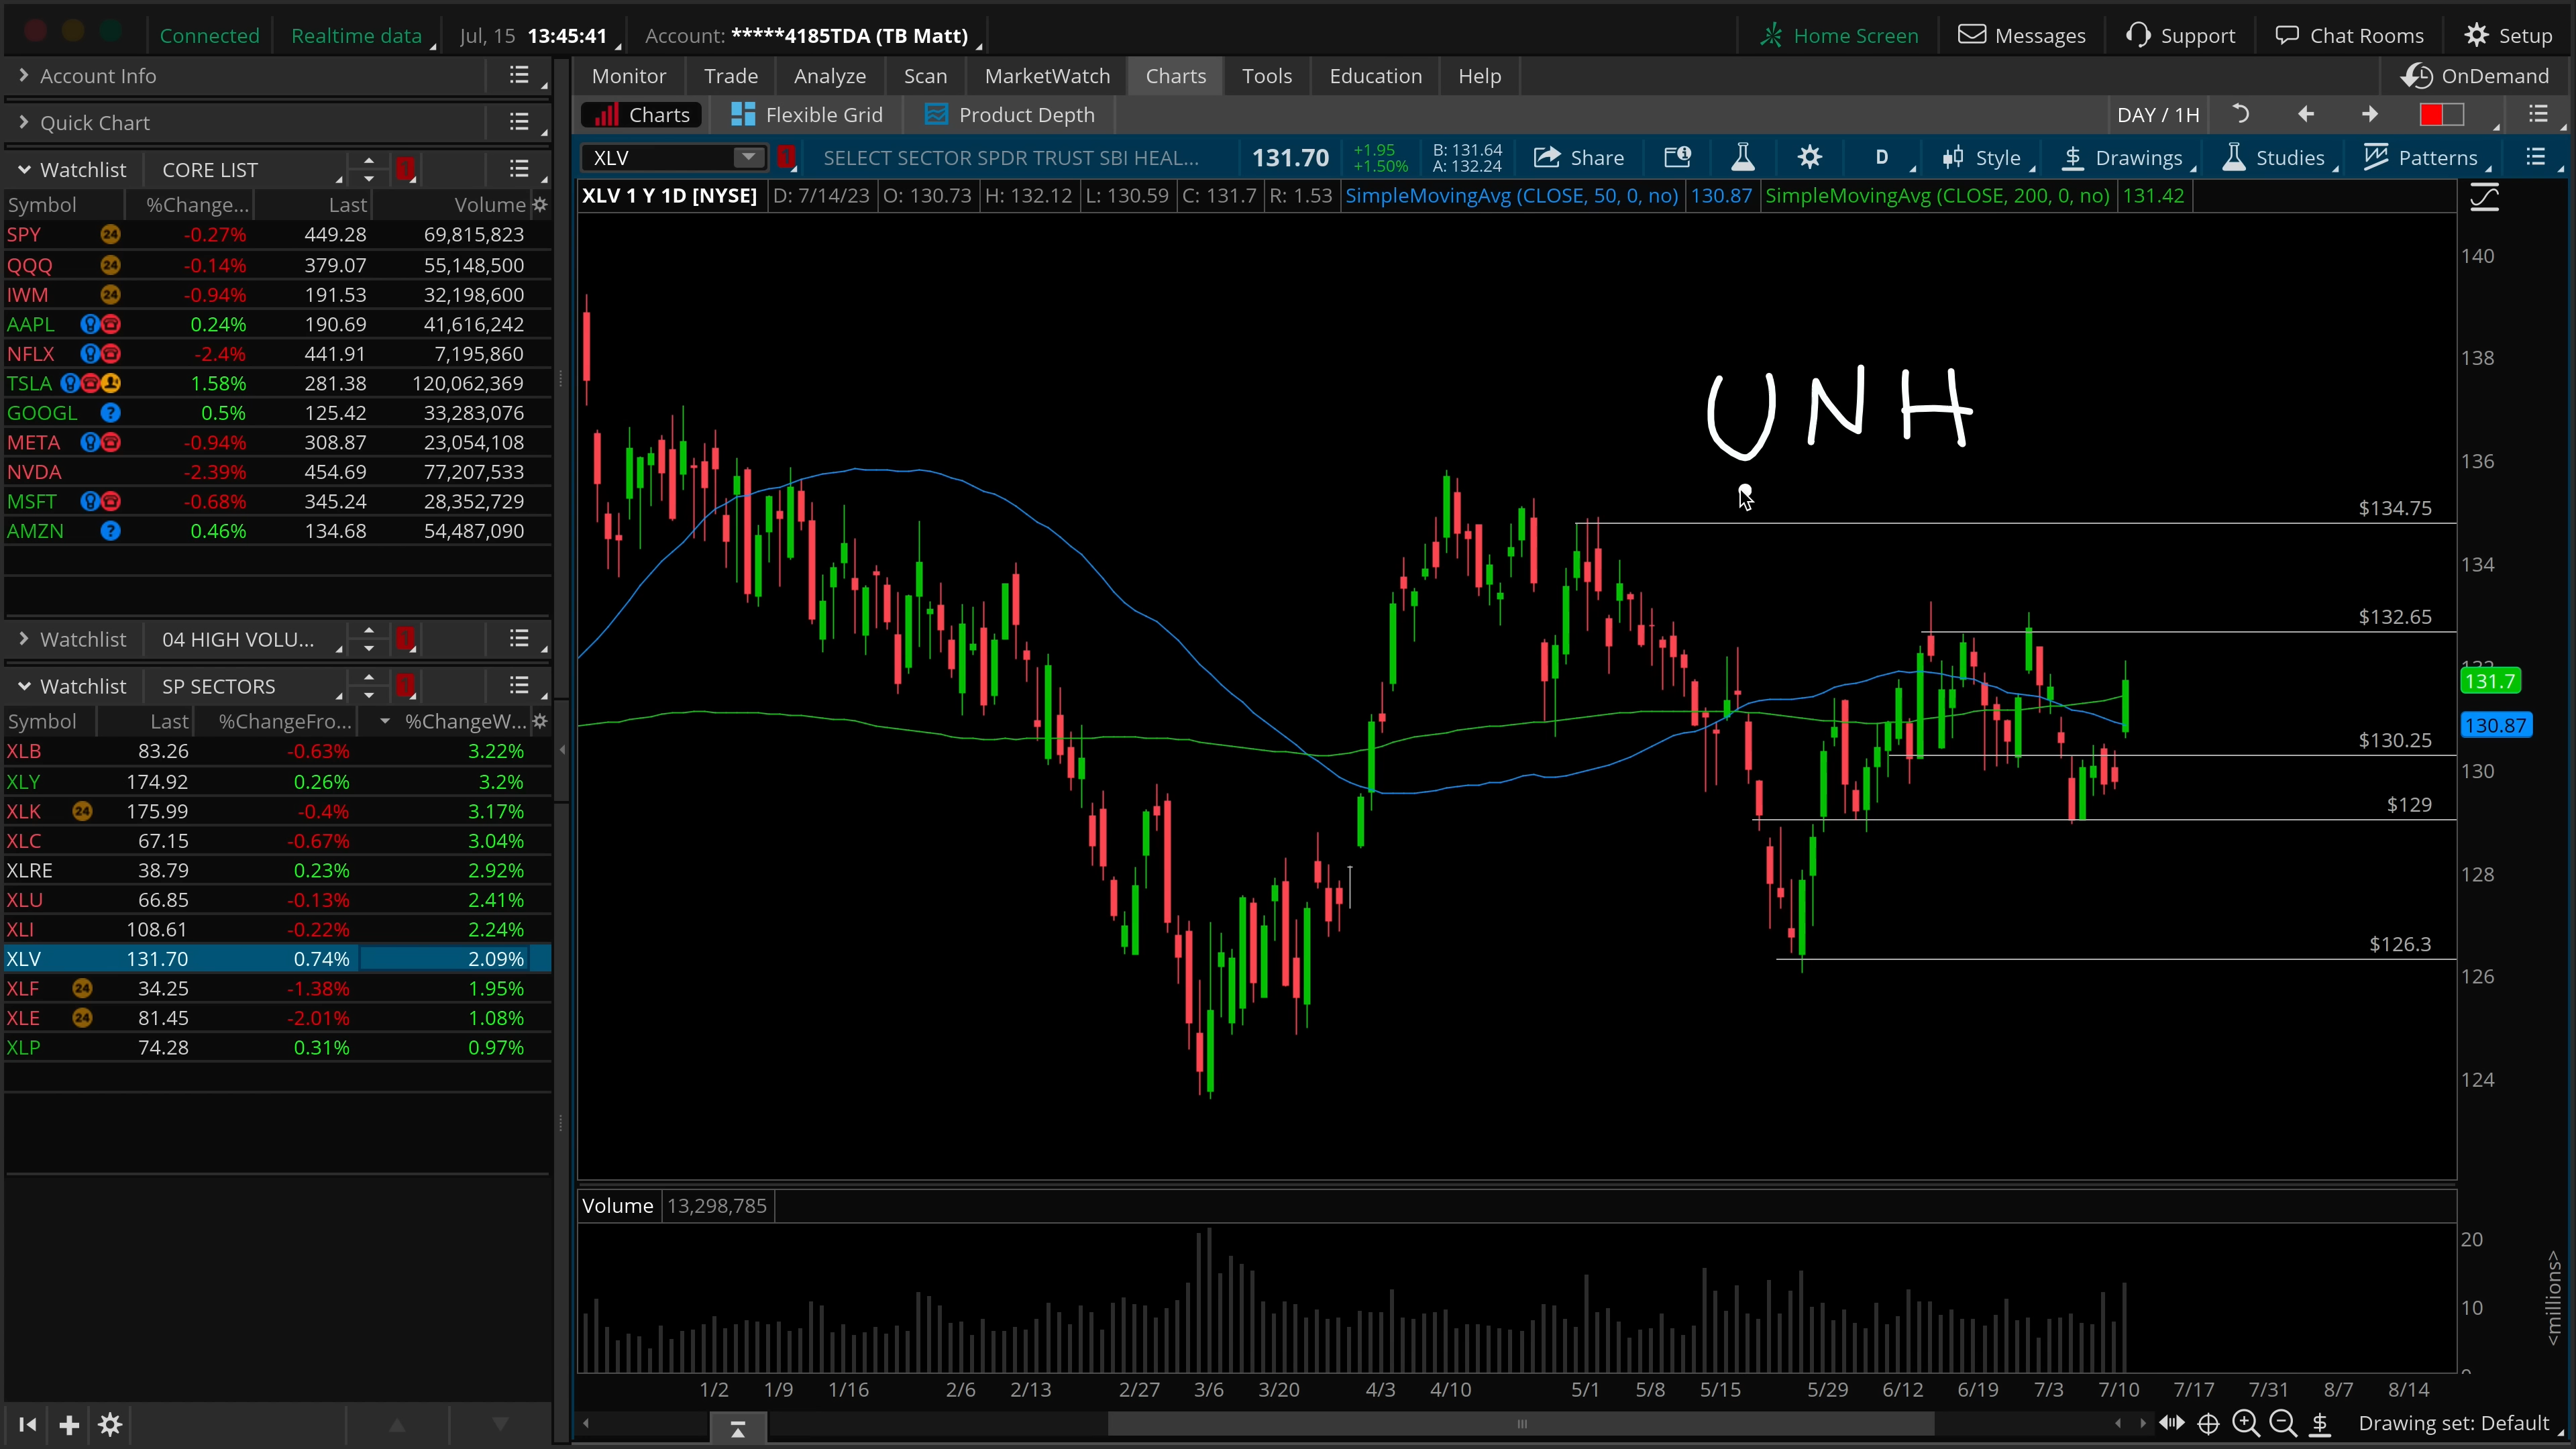 Connected Realtime data Jul, 15 13:45:41 Account: *****4185TDA (TB Matt) Home Screen Messages Support Chat Rooms Setup
Account Info
Monitor Trade Analyze Scan MarketWatch Charts Tools Education Help OnDemand
Quick Chart
Charts Flexible Grid Product Depth DAY / 1H
Watchlist CORE LIST 1
XLV 1 SELECT SECTOR SPDR TRUST SBI HEAL... 131.70 +1.95 +1.50% B: 131.64 A: 132.24 Share D Style Drawings Studies Patterns
XLV 1 Y 1D [NYSE] D: 7/14/23 O: 130.73 H: 132.12 L: 130.59 C: 131.7 R: 1.53 SimpleMovingAvg (CLOSE, 50, 0, no) 130.87 SimpleMovingAvg (CLOSE, 200, 0, no) 131.42
Symbol %Change... Last Volume
SPY 24 -0.27% 449.28 69,815,823
QQQ 24 -0.14% 379.07 55,148,500
IWM 24 -0.94% 191.53 32,198,600
AAPL 0.24% 190.69 41,616,242
NFLX -2.4% 441.91 7,195,860
TSLA 1.58% 281.38 120,062,369
GOOGL ? 0.5% 125.42 33,283,076
META -0.94% 308.87 23,054,108
NVDA -2.39% 454.69 77,207,533
MSFT -0.68% 345.24 28,352,729
AMZN ? 0.46% 134.68 54,487,090
Watchlist 04 HIGH VOLU... 1
Watchlist SP SECTORS 1
Symbol Last %ChangeFro... %ChangeW...
XLB 83.26 -0.63% 3.22%
XLY 174.92 0.26% 3.2%
XLK 24 175.99 -0.4% 3.17%
XLC 67.15 -0.67% 3.04%
XLRE 38.79 0.23% 2.92%
XLU 66.85 -0.13% 2.41%
XLI 108.61 -0.22% 2.24%
XLV 131.70 0.74% 2.09%
XLF 24 34.25 -1.38% 1.95%
XLE 24 81.45 -2.01% 1.08%
XLP 74.28 0.31% 0.97%
UNH
140
138
136
$134.75
134
$132.65
131.7
130.87
$130.25
130
$129
128
$126.3
126
124
Volume 13,298,785
20
10
<millions>
1/2 1/9 1/16 2/6 2/13 2/27 3/6 3/20 4/3 4/10 5/1 5/8 5/15 5/29 6/12 6/19 7/3 7/10 7/17 7/31 8/7 8/14
Drawing set: Default